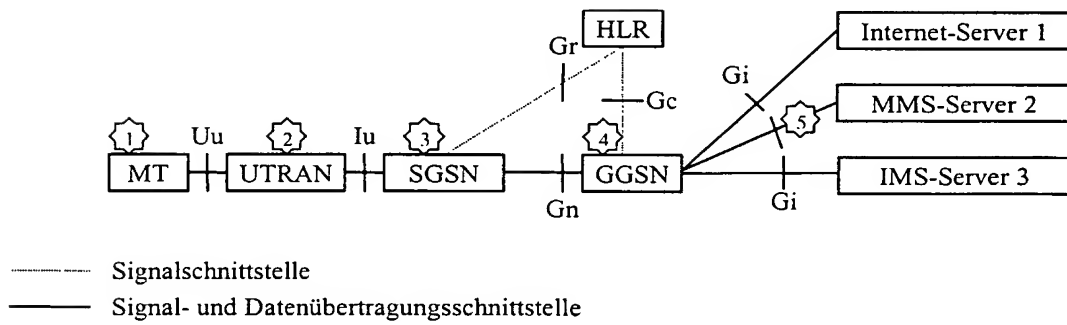 HLR
Internet-Server 1
Gr
Gi
Gc
MMS-Server 2
1
2
3
4
5
Uu
Iu
MT
UTRAN
SGSN
GGSN
IMS-Server 3
Gn
Gi
Signalschnittstelle
Signal- und Datenübertragungsschnittstelle